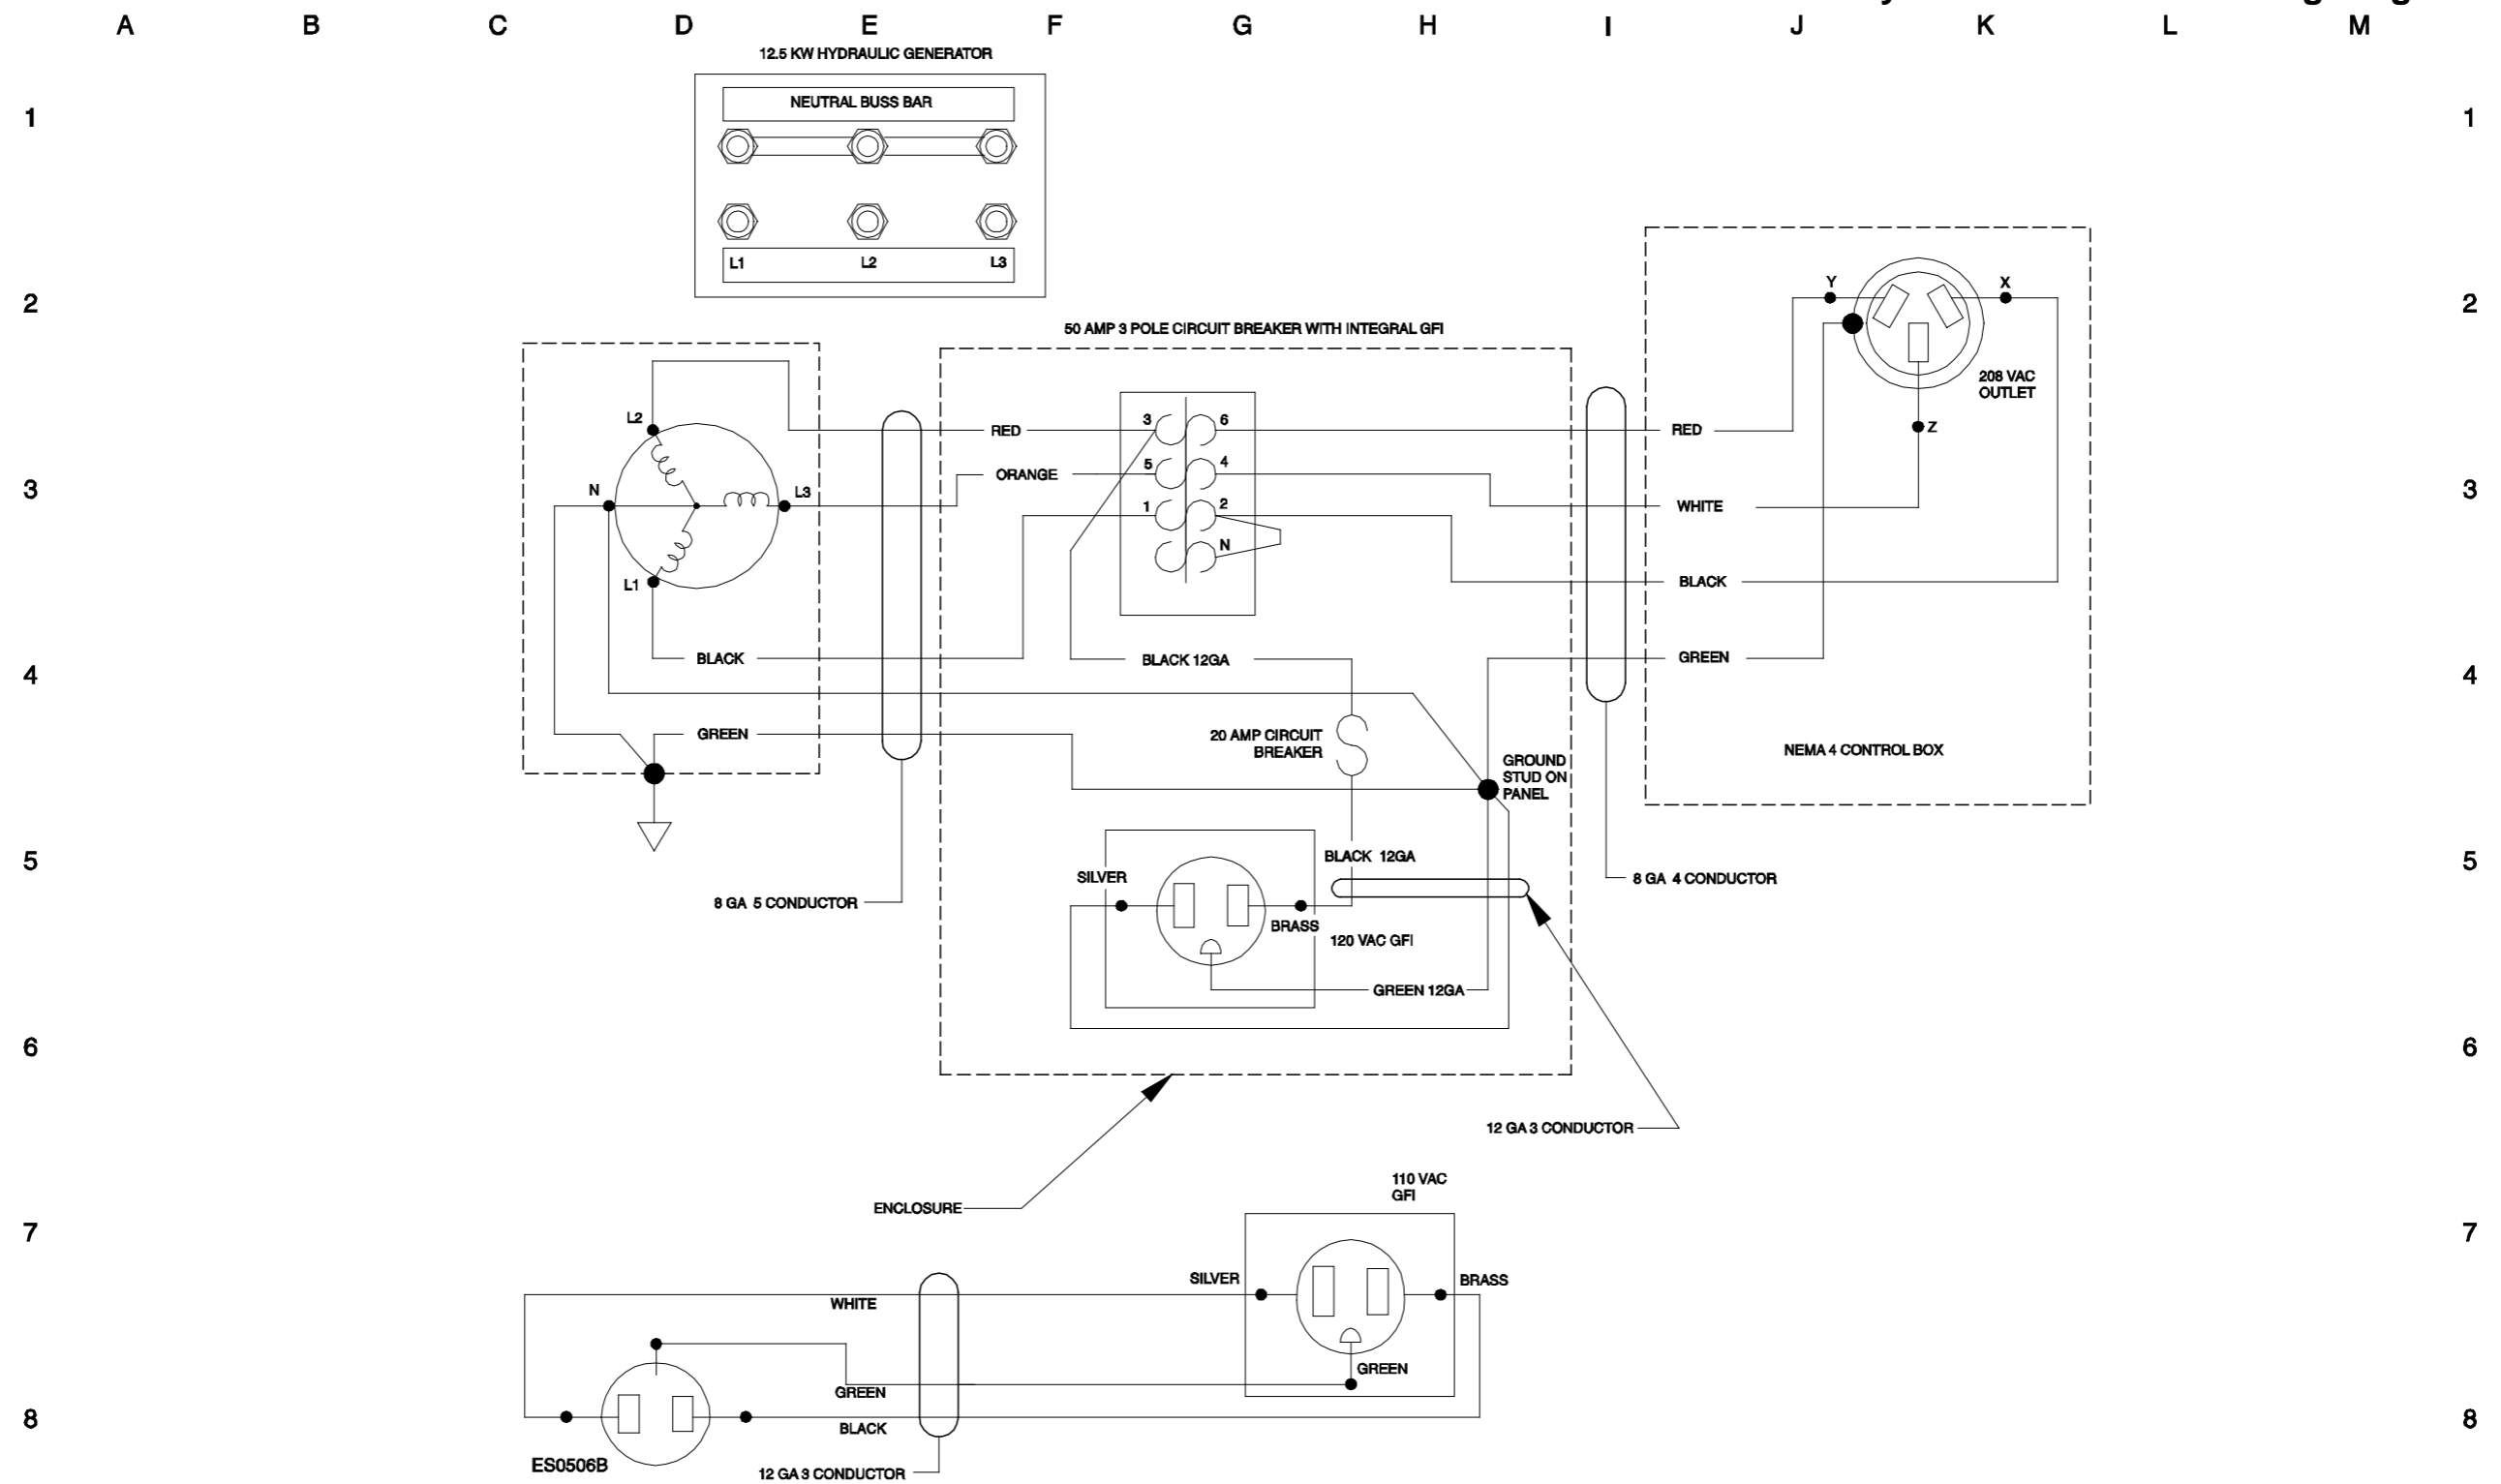 A B C D E F G H I J K L M
12.5 KW HYDRAULIC GENERATOR
NEUTRAL BUSS BAR
1 1
L1 L2 L3
2 2
Y X
50 AMP 3 POLE CIRCUIT BREAKER WITH INTEGRAL GFI
208 VAC
OUTLET
L2
RED
3 6
RED
Z
ORANGE
5 4
3 3
N L3
1 2
WHITE
N
L1
BLACK
BLACK
BLACK 12GA
GREEN
4 4
GREEN
20 AMP CIRCUIT
BREAKER
NEMA 4 CONTROL BOX
GROUND
STUD ON
PANEL
5 5
BLACK 12GA
SILVER
8 GA 4 CONDUCTOR
8 GA 5 CONDUCTOR
BRASS
120 VAC GFI
GREEN 12GA
6 6
12 GA 3 CONDUCTOR
110 VAC
GFI
ENCLOSURE
7 7
SILVER
BRASS
WHITE
GREEN
GREEN
8 8
BLACK
ES0506B
12 GA 3 CONDUCTOR